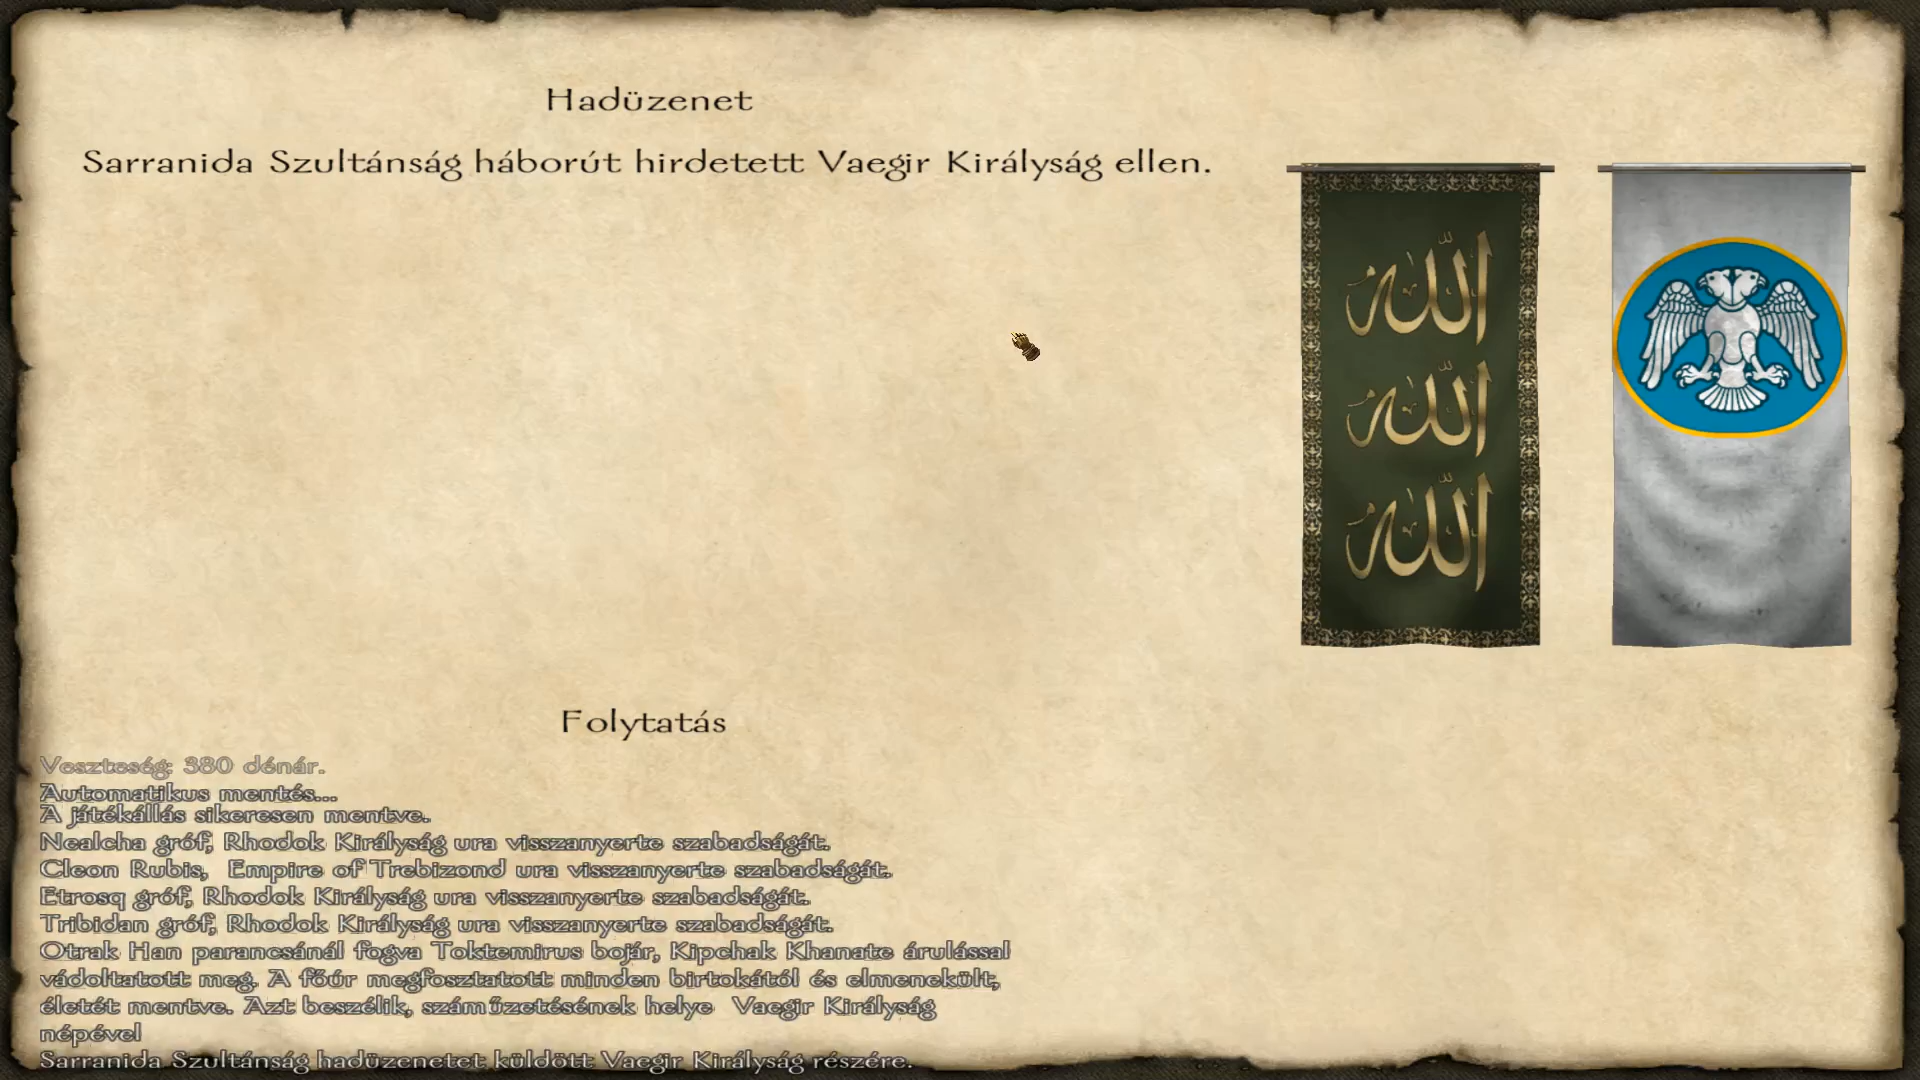 Hadüzenet
Sarranida Szultánság háborút hirdetett Vaegir Királyság ellen.
الله
الله
الله
Folytatás
Veszteség: 380 dénár.
Automatikus mentés...
A játékállás sikeresen mentve.
Nealcha gróf, Rhodok Királyság ura visszanyerte szabadságát.
Cleon Rubis,  Empire of Trebizond ura visszanyerte szabadságát.
Etrosq gróf, Rhodok Királyság ura visszanyerte szabadságát.
Tribidan gróf, Rhodok Királyság ura visszanyerte szabadságát.
Otrak Han parancsánál fogva Toktemirus bojár, Kipchak Khanate árulással
vádoltatott meg. A főúr megfosztatott minden birtokától és elmenekült,
életét mentve. Azt beszélik, száműzetésének helye  Vaegir Királyság
népével
Sarranida Szultánság hadüzenetet küldött Vaegir Királyság részére.